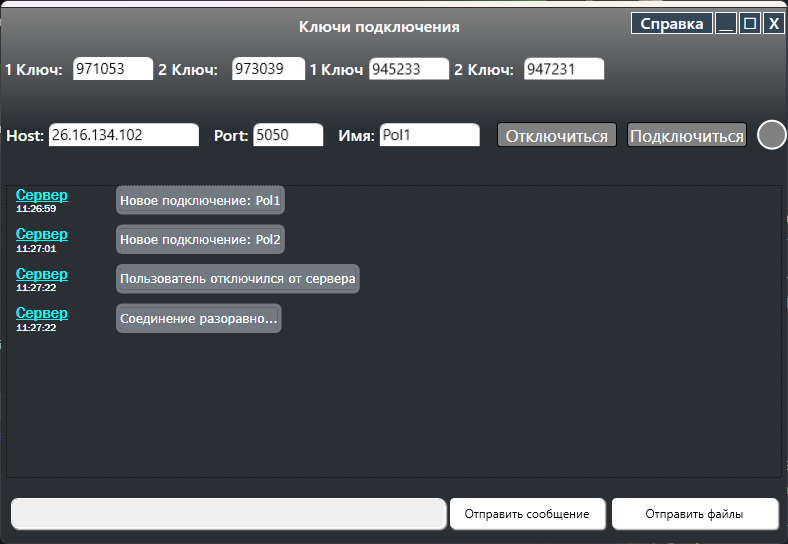 Ключи подключения
Справка __ □ X
1 Ключ: 971053 2 Ключ: 973039 1 Ключ 945233 2 Ключ: 947231
Host: 26.16.134.102 Port: 5050 Имя: Pol1 Отключиться Подключиться
Сервер Новое подключение: Pol1
11:26:59
Сервер Новое подключение: Pol2
11:27:01
Сервер Пользователь отключился от сервера
11:27:22
Сервер Соединение разоравно...
11:27:22
Отправить сообщение Отправить файлы